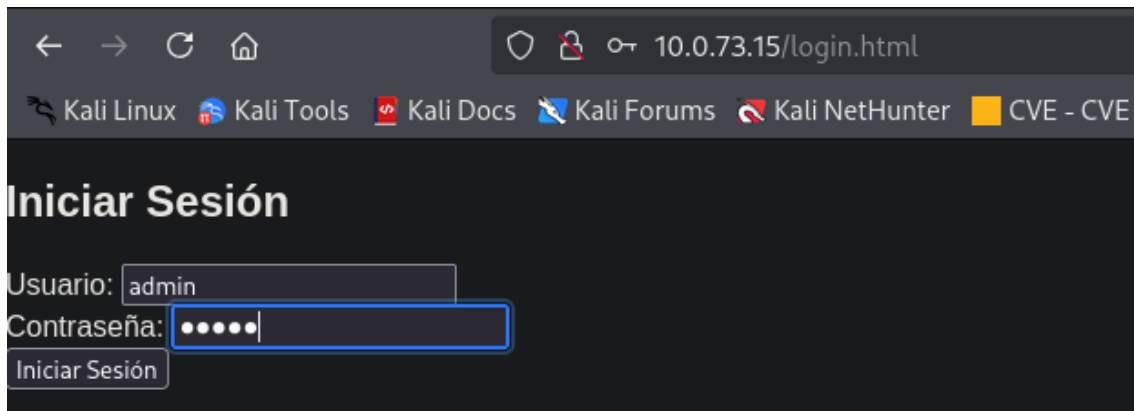 10.0.73.15/login.html
Kali Linux Kali Tools Kali Docs Kali Forums Kali NetHunter CVE - CVE
Iniciar Sesión
Usuario: admin
Contraseña: •••••
Iniciar Sesión